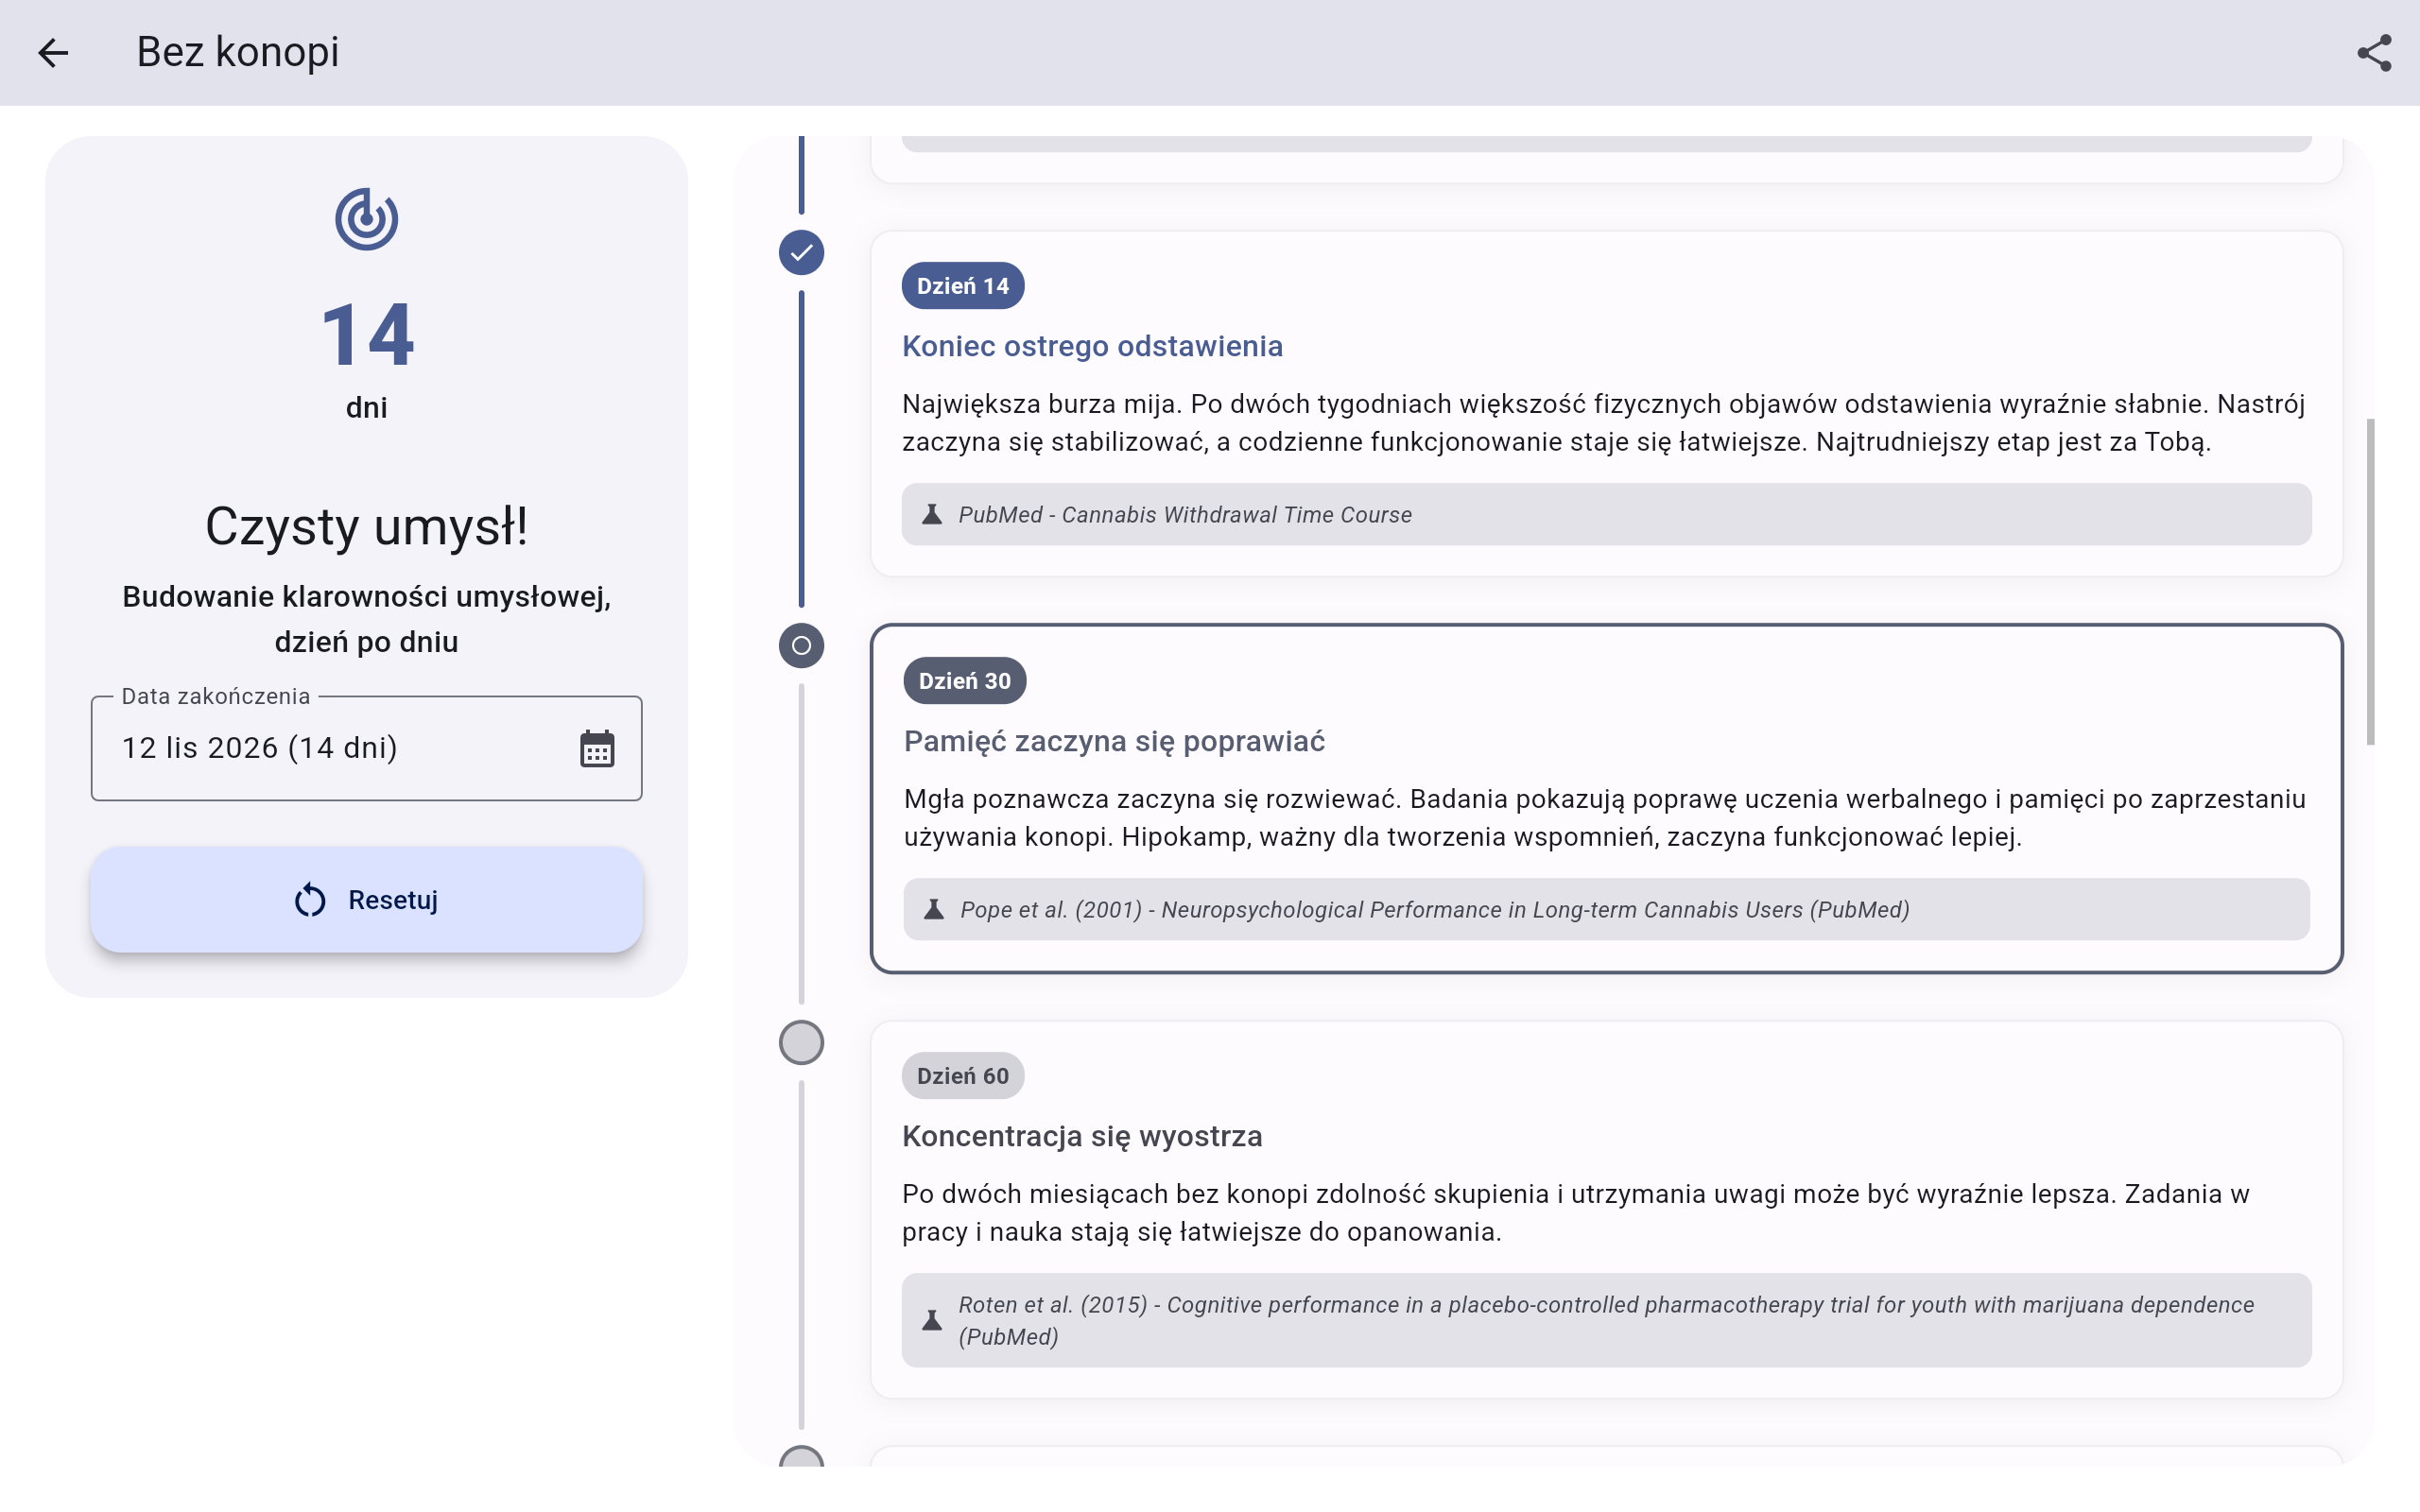 Bez konopi
14
dni
Czysty umysł!
Budowanie klarowności umysłowej,
dzień po dniu
Data zakończenia
12 lis 2026 (14 dni)
Resetuj
Dzień 14
Koniec ostrego odstawienia
Największa burza mija. Po dwóch tygodniach większość fizycznych objawów odstawienia wyraźnie słabnie. Nastrój
zaczyna się stabilizować, a codzienne funkcjonowanie staje się łatwiejsze. Najtrudniejszy etap jest za Tobą.
PubMed - Cannabis Withdrawal Time Course
Dzień 30
Pamięć zaczyna się poprawiać
Mgła poznawcza zaczyna się rozwiewać. Badania pokazują poprawę uczenia werbalnego i pamięci po zaprzestaniu
używania konopi. Hipokamp, ważny dla tworzenia wspomnień, zaczyna funkcjonować lepiej.
Pope et al. (2001) - Neuropsychological Performance in Long-term Cannabis Users (PubMed)
Dzień 60
Koncentracja się wyostrza
Po dwóch miesiącach bez konopi zdolność skupienia i utrzymania uwagi może być wyraźnie lepsza. Zadania w
pracy i nauka stają się łatwiejsze do opanowania.
Roten et al. (2015) - Cognitive performance in a placebo-controlled pharmacotherapy trial for youth with marijuana dependence
(PubMed)